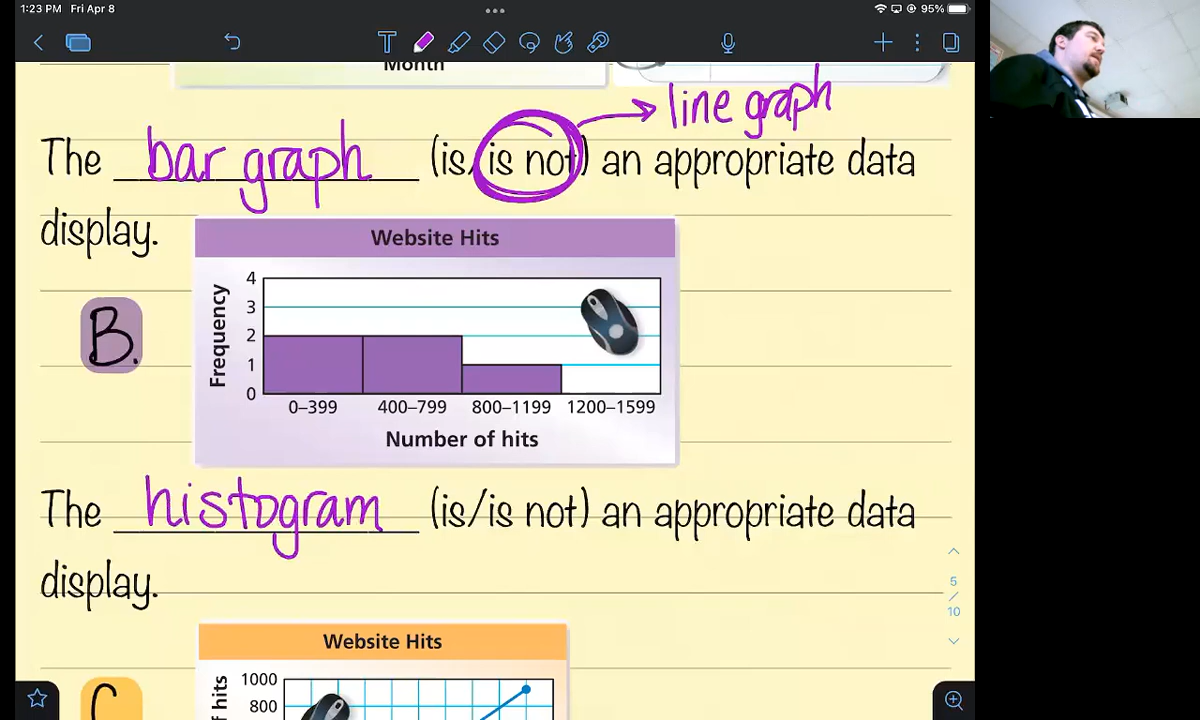 1:23 PM Fri Apr 8
95%
Month
line graph
The bar graph (is/is not) an appropriate data
display.
Website Hits
Frequency
4
3
2
1
0
0–399 400–799 800–1199 1200–1599
Number of hits
B.
The histogram (is/is not) an appropriate data
display.
5
/
10
Website Hits
C
f hits
1000
800